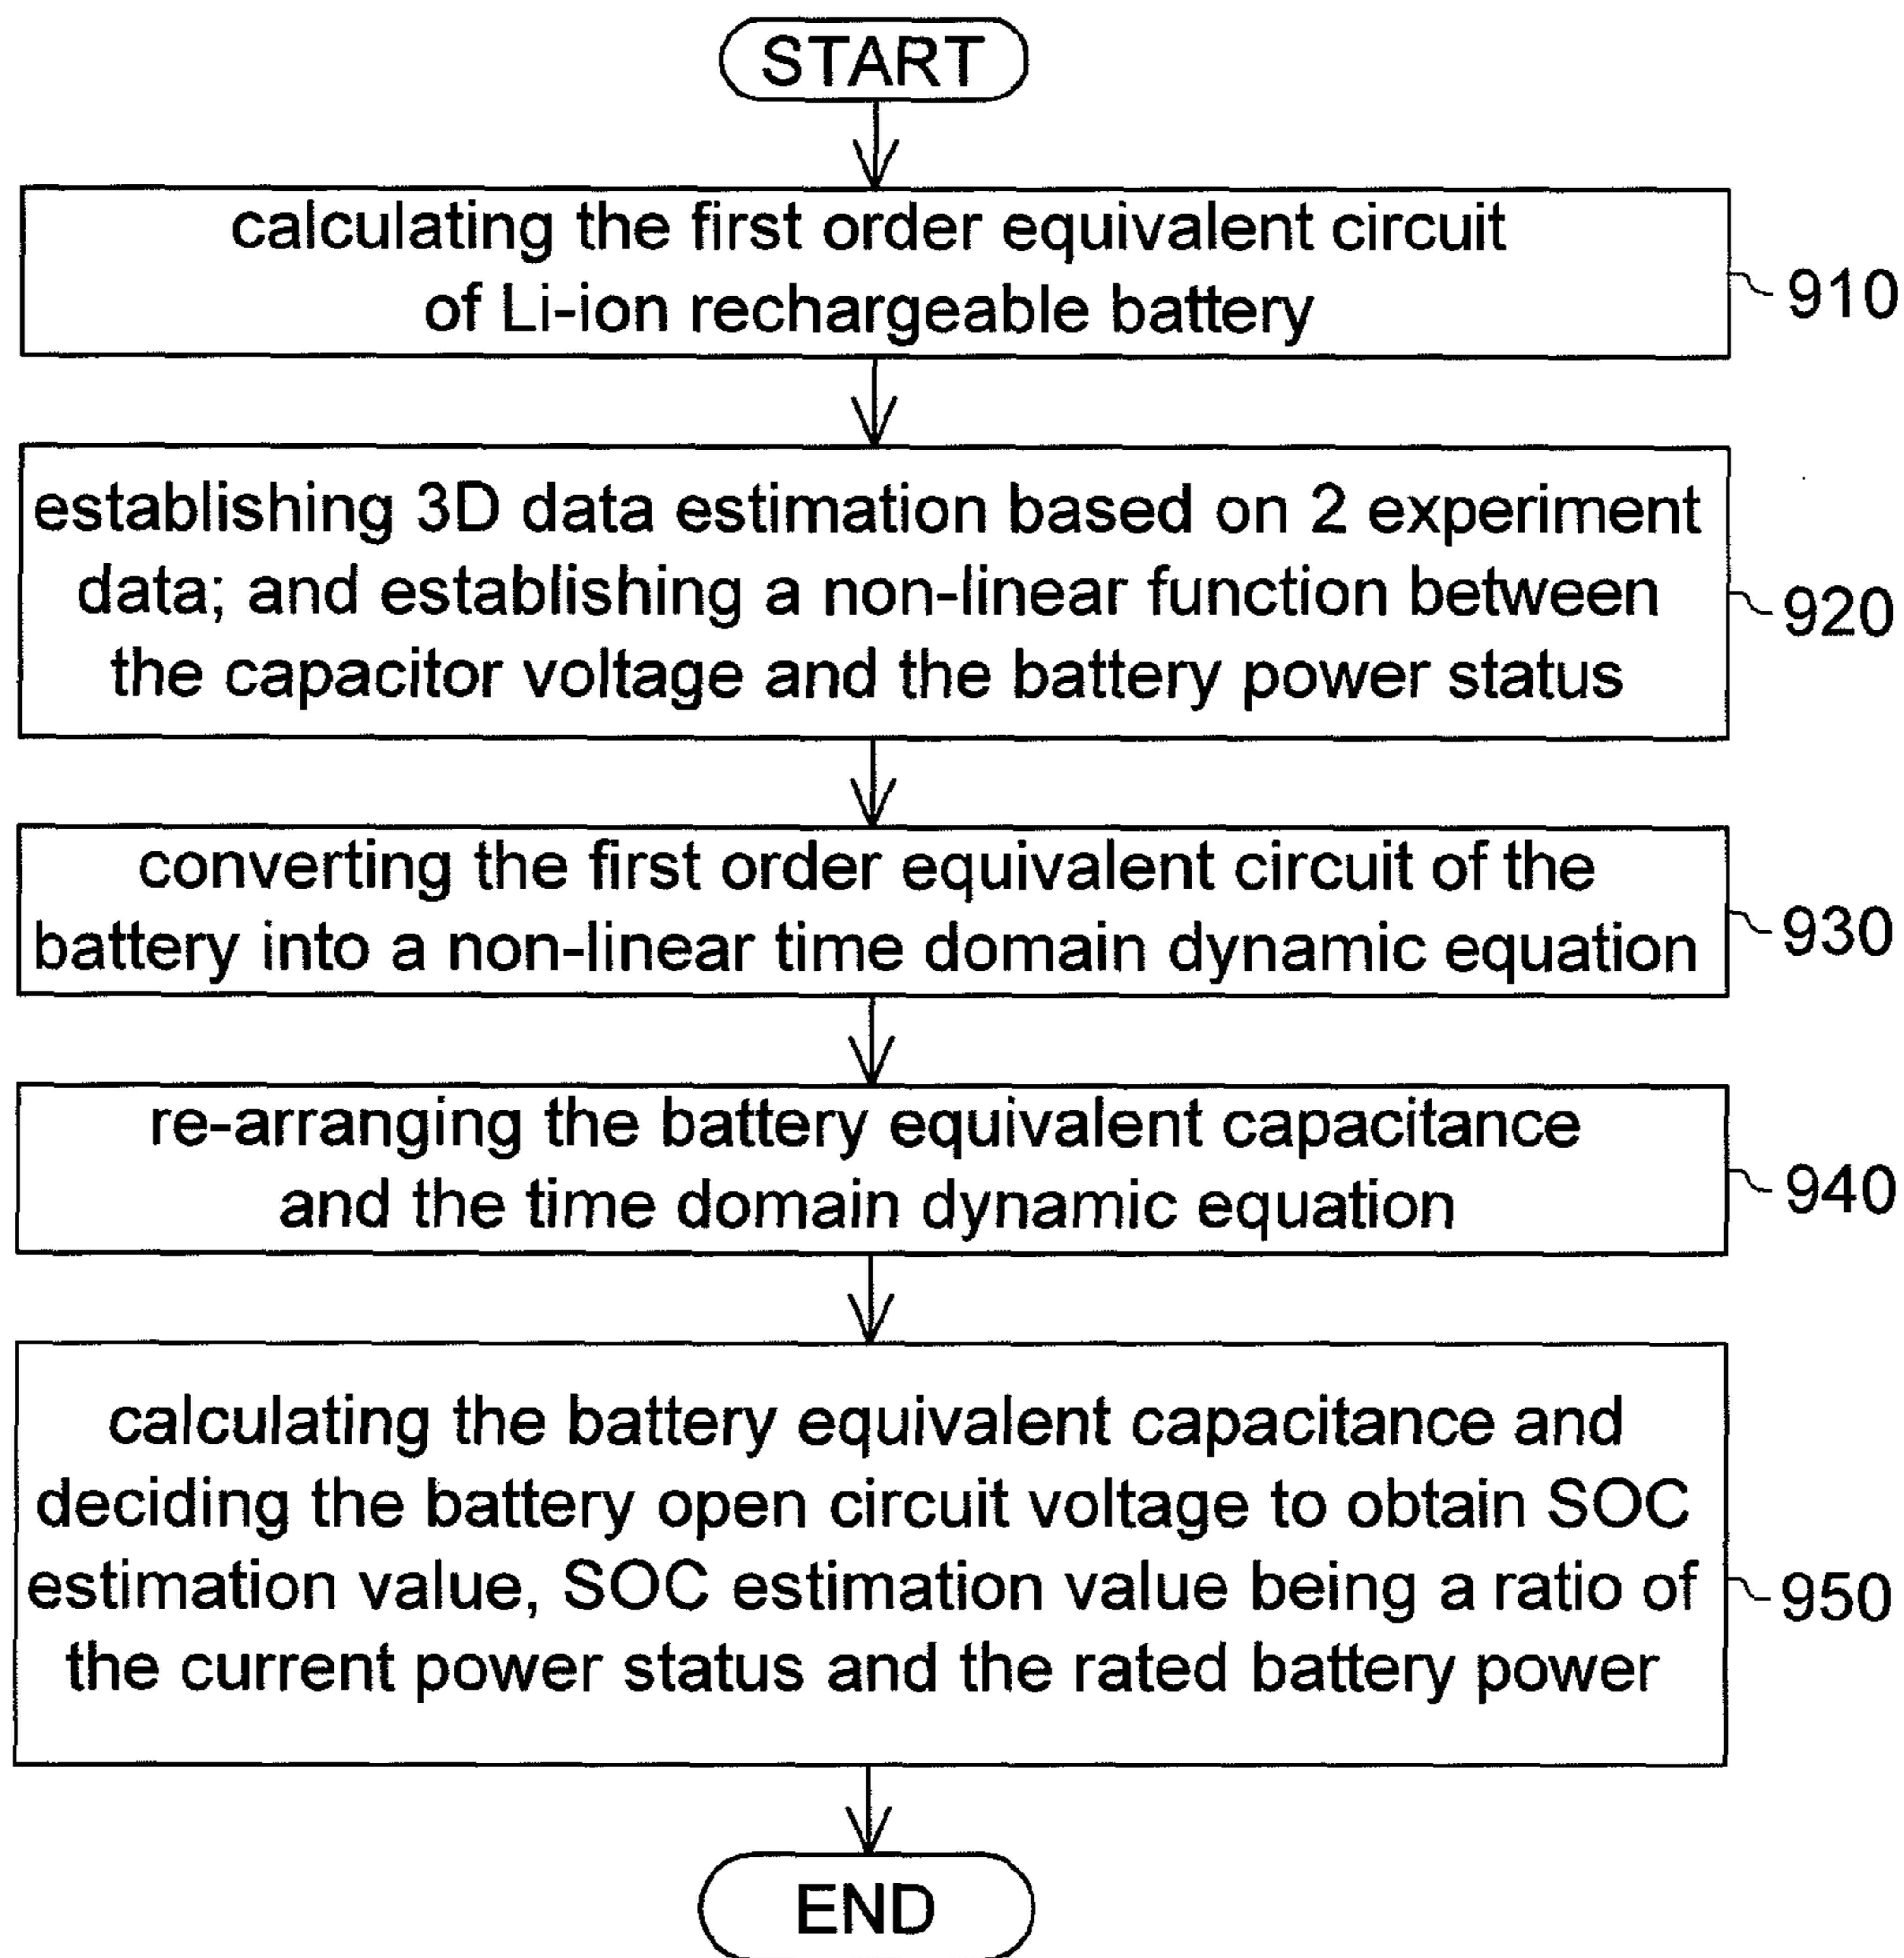 START
calculating the first order equivalent circuit
of Li-ion rechargeable battery
910
establishing 3D data estimation based on 2 experiment
data; and establishing a non-linear function between
the capacitor voltage and the battery power status
920
converting the first order equivalent circuit of the
battery into a non-linear time domain dynamic equation
930
re-arranging the battery equivalent capacitance
and the time domain dynamic equation
940
calculating the battery equivalent capacitance and
deciding the battery open circuit voltage to obtain SOC
estimation value, SOC estimation value being a ratio of
the current power status and the rated battery power
950
END